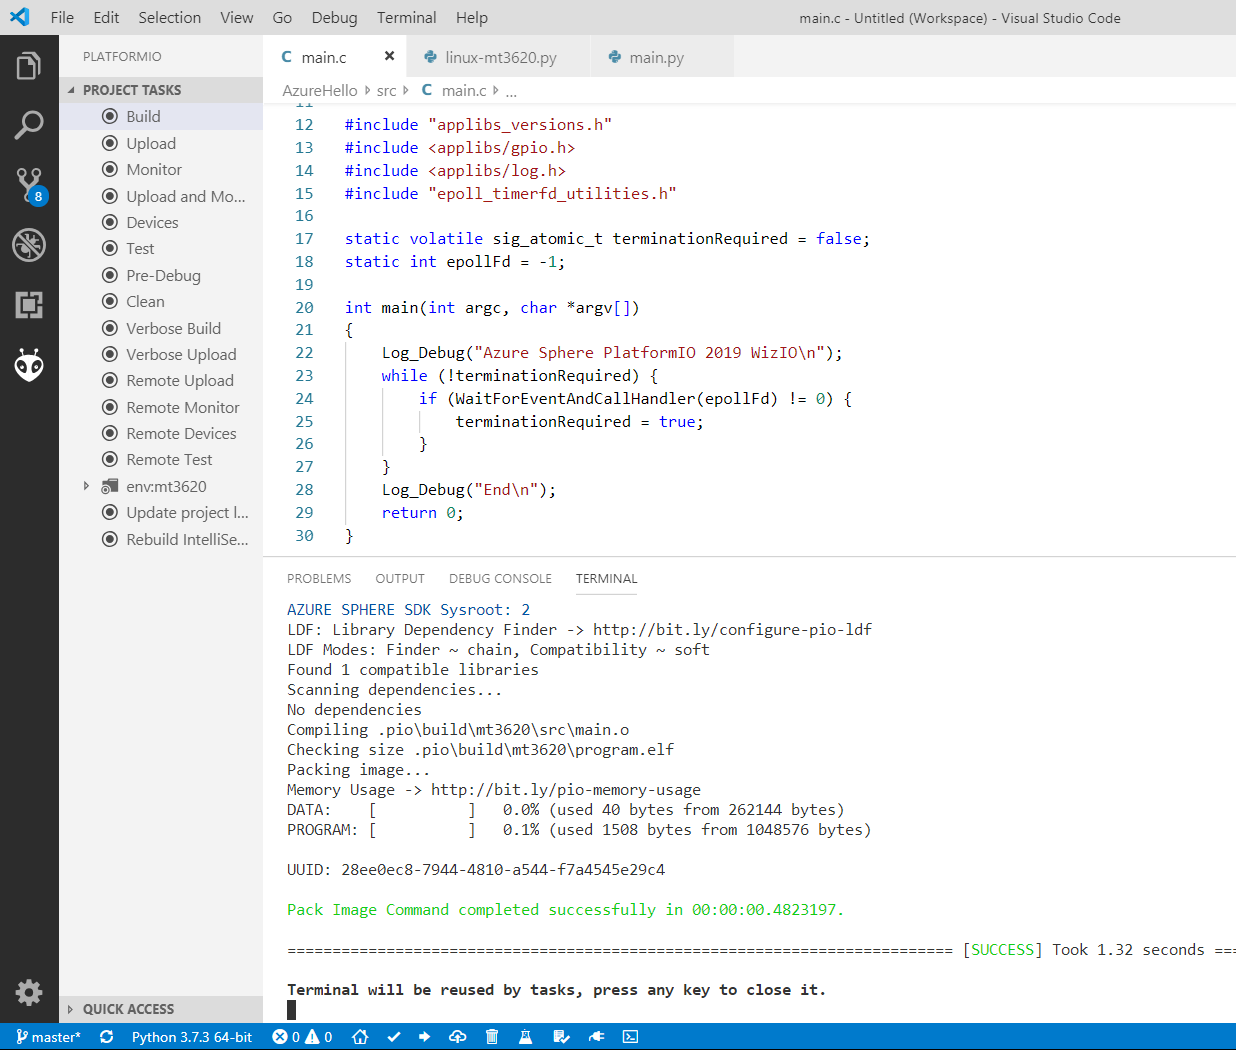 File Edit Selection View Go Debug Terminal Help main.c - Untitled (Workspace) - Visual Studio Code
PLATFORMIO
PROJECT TASKS
Build
Upload
Monitor
Upload and Mo...
Devices
Test
Pre-Debug
Clean
Verbose Build
Verbose Upload
Remote Upload
Remote Monitor
Remote Devices
Remote Test
env:mt3620
Update project l...
Rebuild IntelliSe...
QUICK ACCESS
8
C main.c × linux-mt3620.py main.py
AzureHello src C main.c ...
11
12 #include "applibs_versions.h"
13 #include <applibs/gpio.h>
14 #include <applibs/log.h>
15 #include "epoll_timerfd_utilities.h"
16
17 static volatile sig_atomic_t terminationRequired = false;
18 static int epollFd = -1;
19
20 int main(int argc, char *argv[])
21 {
22 Log_Debug("Azure Sphere PlatformIO 2019 WizIO\n");
23 while (!terminationRequired) {
24 if (WaitForEventAndCallHandler(epollFd) != 0) {
25 terminationRequired = true;
26 }
27 }
28 Log_Debug("End\n");
29 return 0;
30 }
PROBLEMS OUTPUT DEBUG CONSOLE TERMINAL
AZURE SPHERE SDK Sysroot: 2
LDF: Library Dependency Finder -> http://bit.ly/configure-pio-ldf
LDF Modes: Finder ~ chain, Compatibility ~ soft
Found 1 compatible libraries
Scanning dependencies...
No dependencies
Compiling .pio\build\mt3620\src\main.o
Checking size .pio\build\mt3620\program.elf
Packing image...
Memory Usage -> http://bit.ly/pio-memory-usage
DATA: [ ] 0.0% (used 40 bytes from 262144 bytes)
PROGRAM: [ ] 0.1% (used 1508 bytes from 1048576 bytes)
UUID: 28ee0ec8-7944-4810-a544-f7a4545e29c4
Pack Image Command completed successfully in 00:00:00.4823197.
========================================================================== [SUCCESS] Took 1.32 seconds ===
Terminal will be reused by tasks, press any key to close it.
master* Python 3.7.3 64-bit 0 0